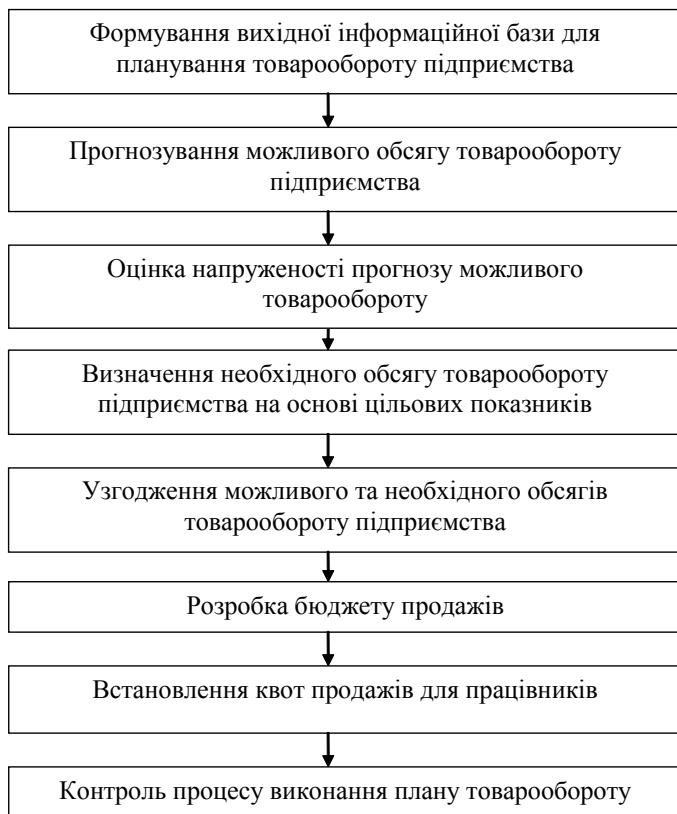 Формування вихідної інформаційної бази для
планування товарообороту підприємства
Прогнозування можливого обсягу товарообороту
підприємства
Оцінка напруженості прогнозу можливого
товарообороту
Визначення необхідного обсягу товарообороту
підприємства на основі цільових показників
Узгодження можливого та необхідного обсягів
товарообороту підприємства
Розробка бюджету продажів
Встановлення квот продажів для працівників
Контроль процесу виконання плану товарообороту